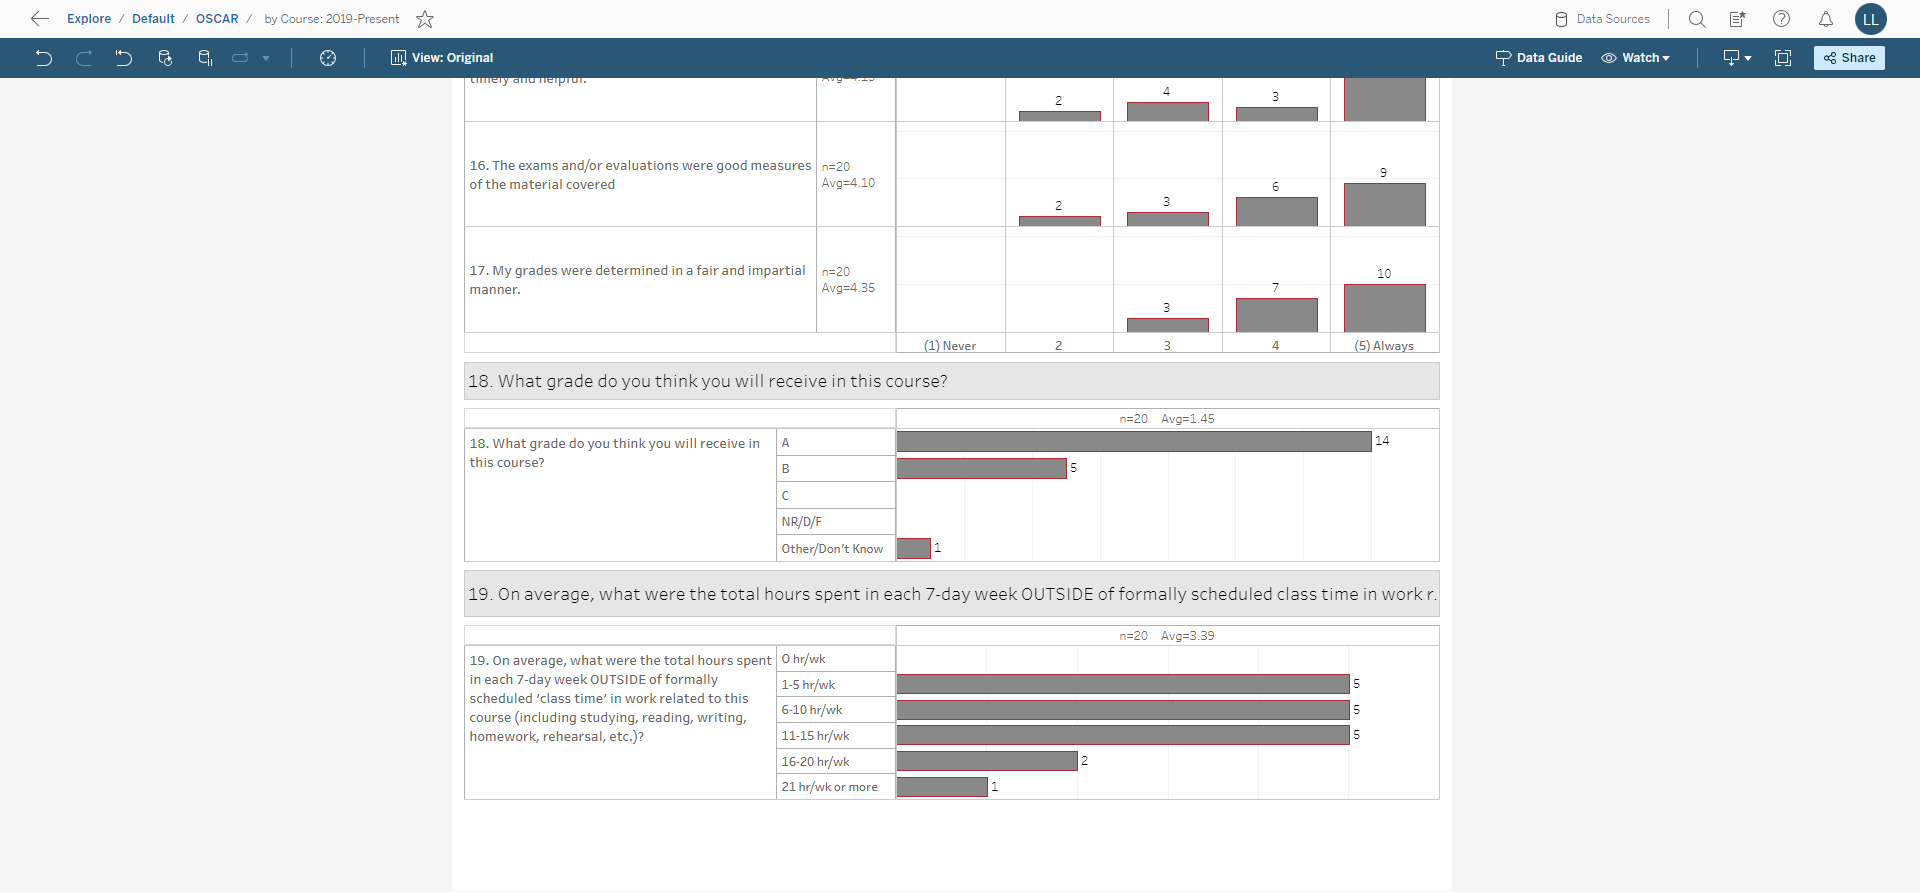 Explore / Default / OSCAR / by Course: 2019-Present
Data Sources
LL
View: Original
Data Guide
Watch
Share
timely and helpful.
Avg=4.15
2
4
3
16. The exams and/or evaluations were good measures
of the material covered
n=20
Avg=4.10
2
3
6
9
17. My grades were determined in a fair and impartial
manner.
n=20
Avg=4.35
3
7
10
(1) Never
2
3
4
(5) Always
18. What grade do you think you will receive in this course?
n=20 Avg=1.45
18. What grade do you think you will receive in
this course?
A
14
B
5
C
NR/D/F
Other/Don't Know
1
19. On average, what were the total hours spent in each 7-day week OUTSIDE of formally scheduled class time in work r.
n=20 Avg=3.39
19. On average, what were the total hours spent
in each 7-day week OUTSIDE of formally
scheduled ‘class time’ in work related to this
course (including studying, reading, writing,
homework, rehearsal, etc.)?
0 hr/wk
1-5 hr/wk
5
6-10 hr/wk
5
11-15 hr/wk
5
16-20 hr/wk
2
21 hr/wk or more
1